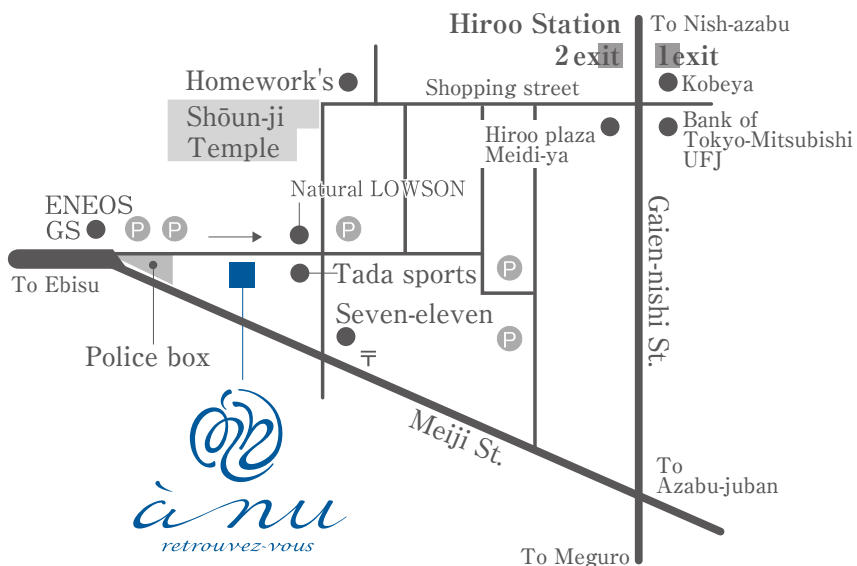 Hiroo Station
2 exit
1 exit
To Nish-azabu
Homework's
Shopping street
Kobeya
Shōun-ji
Temple
Hiroo plaza
Meidi-ya
Bank of
Tokyo-Mitsubishi
UFJ
Natural LOWSON
ENEOS
GS
P
P
P
P
Tada sports
To Ebisu
Gaien-nishi St.
Seven-eleven
P
〒
Police box
Meiji St.
To
Azabu-juban
To Meguro
à nu
retrouvez-vous